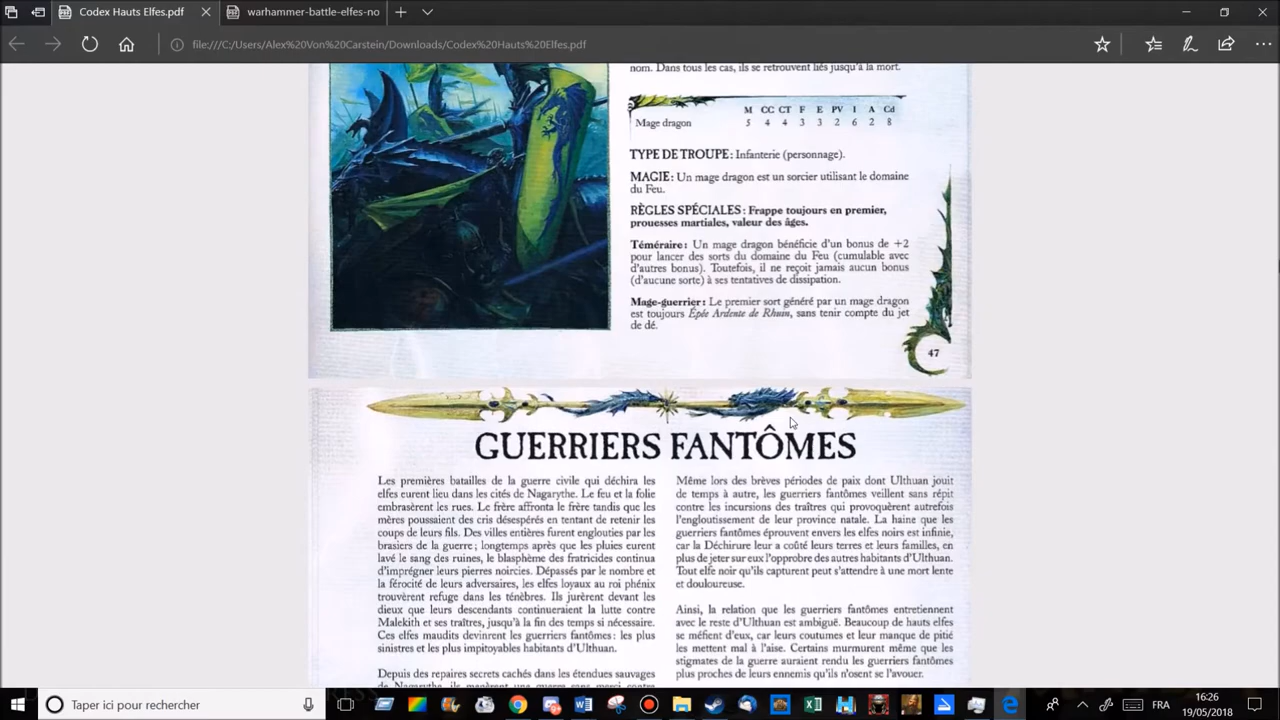 Codex Hauts Elfes.pdf
warhammer-battle-elfes-no
file:///C:/Users/Alex%20Von%20Carstein/Downloads/Codex%20Hauts%20Elfes.pdf
nom. Dans tous les cas, ils se retrouvent liés jusqu'à la mort.
M CC CT F E PV I A Cd
Mage dragon 5 4 4 3 3 2 6 2 8
TYPE DE TROUPE : Infanterie (personnage).
MAGIE : Un mage dragon est un sorcier utilisant le domaine
du Feu.
RÈGLES SPÉCIALES : Frappe toujours en premier,
prouesses martiales, valeur des âges.
Téméraire : Un mage dragon bénéficie d'un bonus de +2
pour lancer des sorts du domaine du Feu (cumulable avec
d'autres bonus). Toutefois, il ne reçoit jamais aucun bonus
(d'aucune sorte) à ses tentatives de dissipation.
Mage-guerrier : Le premier sort généré par un mage dragon
est toujours Épée Ardente de Rhuin, sans tenir compte du jet
de dé.
47
GUERRIERS FANTÔMES
Les premières batailles de la guerre civile qui déchira les
elfes eurent lieu dans les cités de Nagarythe. Le feu et la folie
embrasèrent les rues. Le frère affronta le frère tandis que les
mères poussaient des cris désespérés en tentant de retenir les
coups de leurs fils. Des villes entières furent englouties par les
brasiers de la guerre ; longtemps après que les pluies eurent
lavé le sang des ruines, le blasphème des fratricides continua
d'imprégner leurs pierres noircies. Dépassés par le nombre et
la férocité de leurs adversaires, les elfes loyaux au roi phénix
trouvèrent refuge dans les ténèbres. Ils jurèrent devant les
dieux que leurs descendants continueraient la lutte contre
Malekith et ses traîtres, jusqu'à la fin des temps si nécessaire.
Ces elfes maudits devinrent les guerriers fantômes : les plus
sinistres et les plus impitoyables habitants d'Ulthuan.
Depuis des repaires secrets cachés dans les étendues sauvages
de Nagarythe, ils menèrent une guerre sans merci contre
Même lors des brèves périodes de paix dont Ulthuan jouit
de temps à autre, les guerriers fantômes veillent sans répit
contre les incursions des traîtres qui provoquèrent autrefois
l'engloutissement de leur province natale. La haine que les
guerriers fantômes éprouvent envers les elfes noirs est infinie,
car la Déchirure leur a coûté leurs terres et leurs familles, en
plus de jeter sur eux l'opprobre des autres habitants d'Ulthuan.
Tout elfe noir qu'ils capturent peut s'attendre à une mort lente
et douloureuse.
Ainsi, la relation que les guerriers fantômes entretiennent
avec le reste d'Ulthuan est ambiguë. Beaucoup de hauts elfes
se méfient d'eux, car leurs coutumes et leur manque de pitié
les mettent mal à l'aise. Certains murmurent même que les
stigmates de la guerre auraient rendu les guerriers fantômes
plus proches de leurs ennemis qu'ils n'osent se l'avouer.
Taper ici pour rechercher
FRA
16:26
19/05/2018